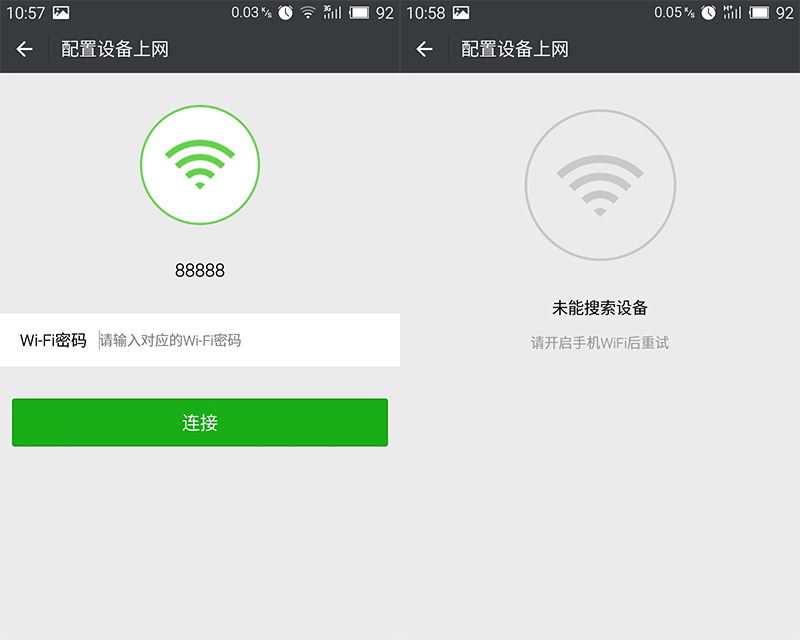 10:57 0.03 K/s 3G 92
配置设备上网
88888
Wi-Fi密码 请输入对应的Wi-Fi密码
连接
10:58 0.05 K/s H+ 92
配置设备上网
未能搜索设备
请开启手机WiFi后重试